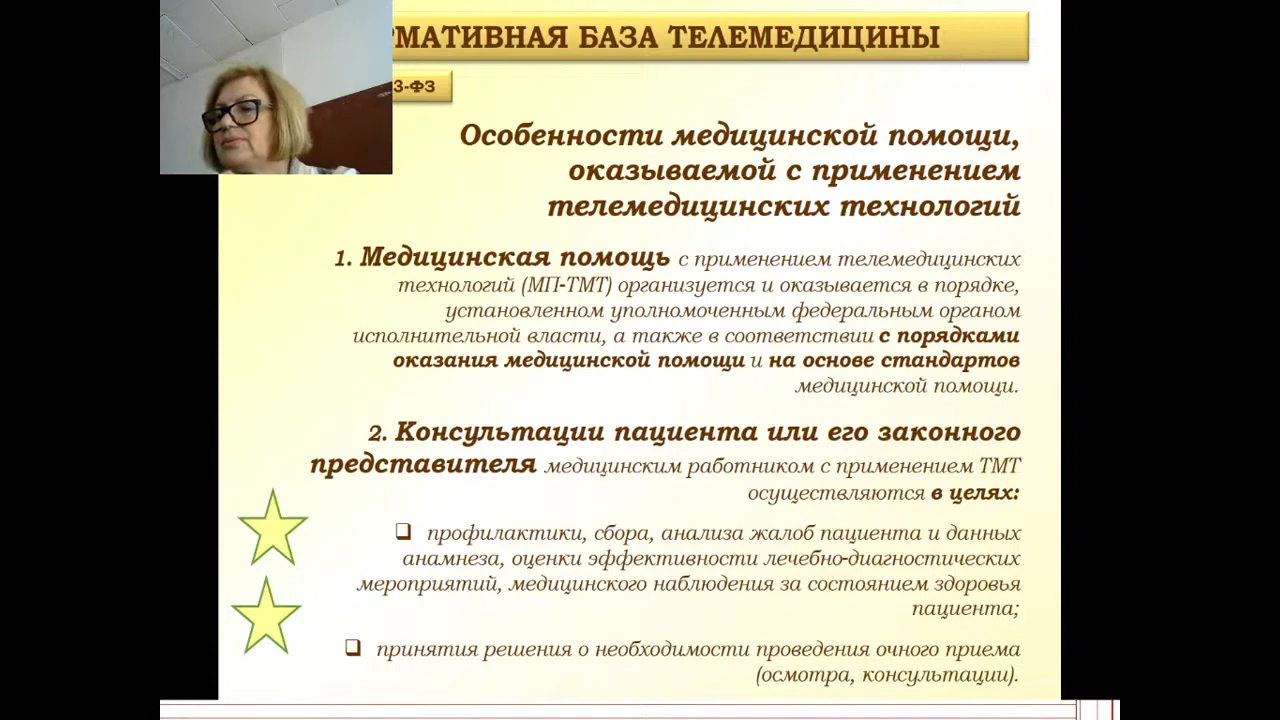 РМАТИВНАЯ БАЗА ТЕЛЕМЕДИЦИНЫ
3-ФЗ
Особенности медицинской помощи,
оказываемой с применением
телемедицинских технологий
1. Медицинская помощь с применением телемедицинских
технологий (МП-ТМТ) организуется и оказывается в порядке,
установленном уполномоченным федеральным органом
исполнительной власти, а также в соответствии с порядками
оказания медицинской помощи и на основе стандартов
медицинской помощи.
2. Консультации пациента или его законного
представителя медицинским работником с применением ТМТ
осуществляются в целях:
❑ профилактики, сбора, анализа жалоб пациента и данных
анамнеза, оценки эффективности лечебно-диагностических
мероприятий, медицинского наблюдения за состоянием здоровья
пациента;
❑ принятия решения о необходимости проведения очного приема
(осмотра, консультации).